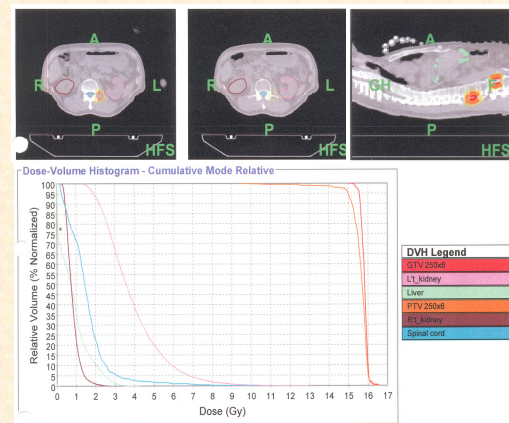 A
R
L
P
HFS
A
R
L
P
HFS
A
GH
F
P
HFS
Dose-Volume Histogram - Cumulative Mode Relative
Relative Volume (% Normalized)
100
95
90
85
80
75
70
65
60
55
50
45
40
35
30
25
20
15
10
5
0
0 1 2 3 4 5 6 7 8 9 10 11 12 13 14 15 16 17
Dose (Gy)
DVH Legend
GTV 250x6
L't_kidney
Liver
PTV 250x6
R't_kidney
Spinal cord